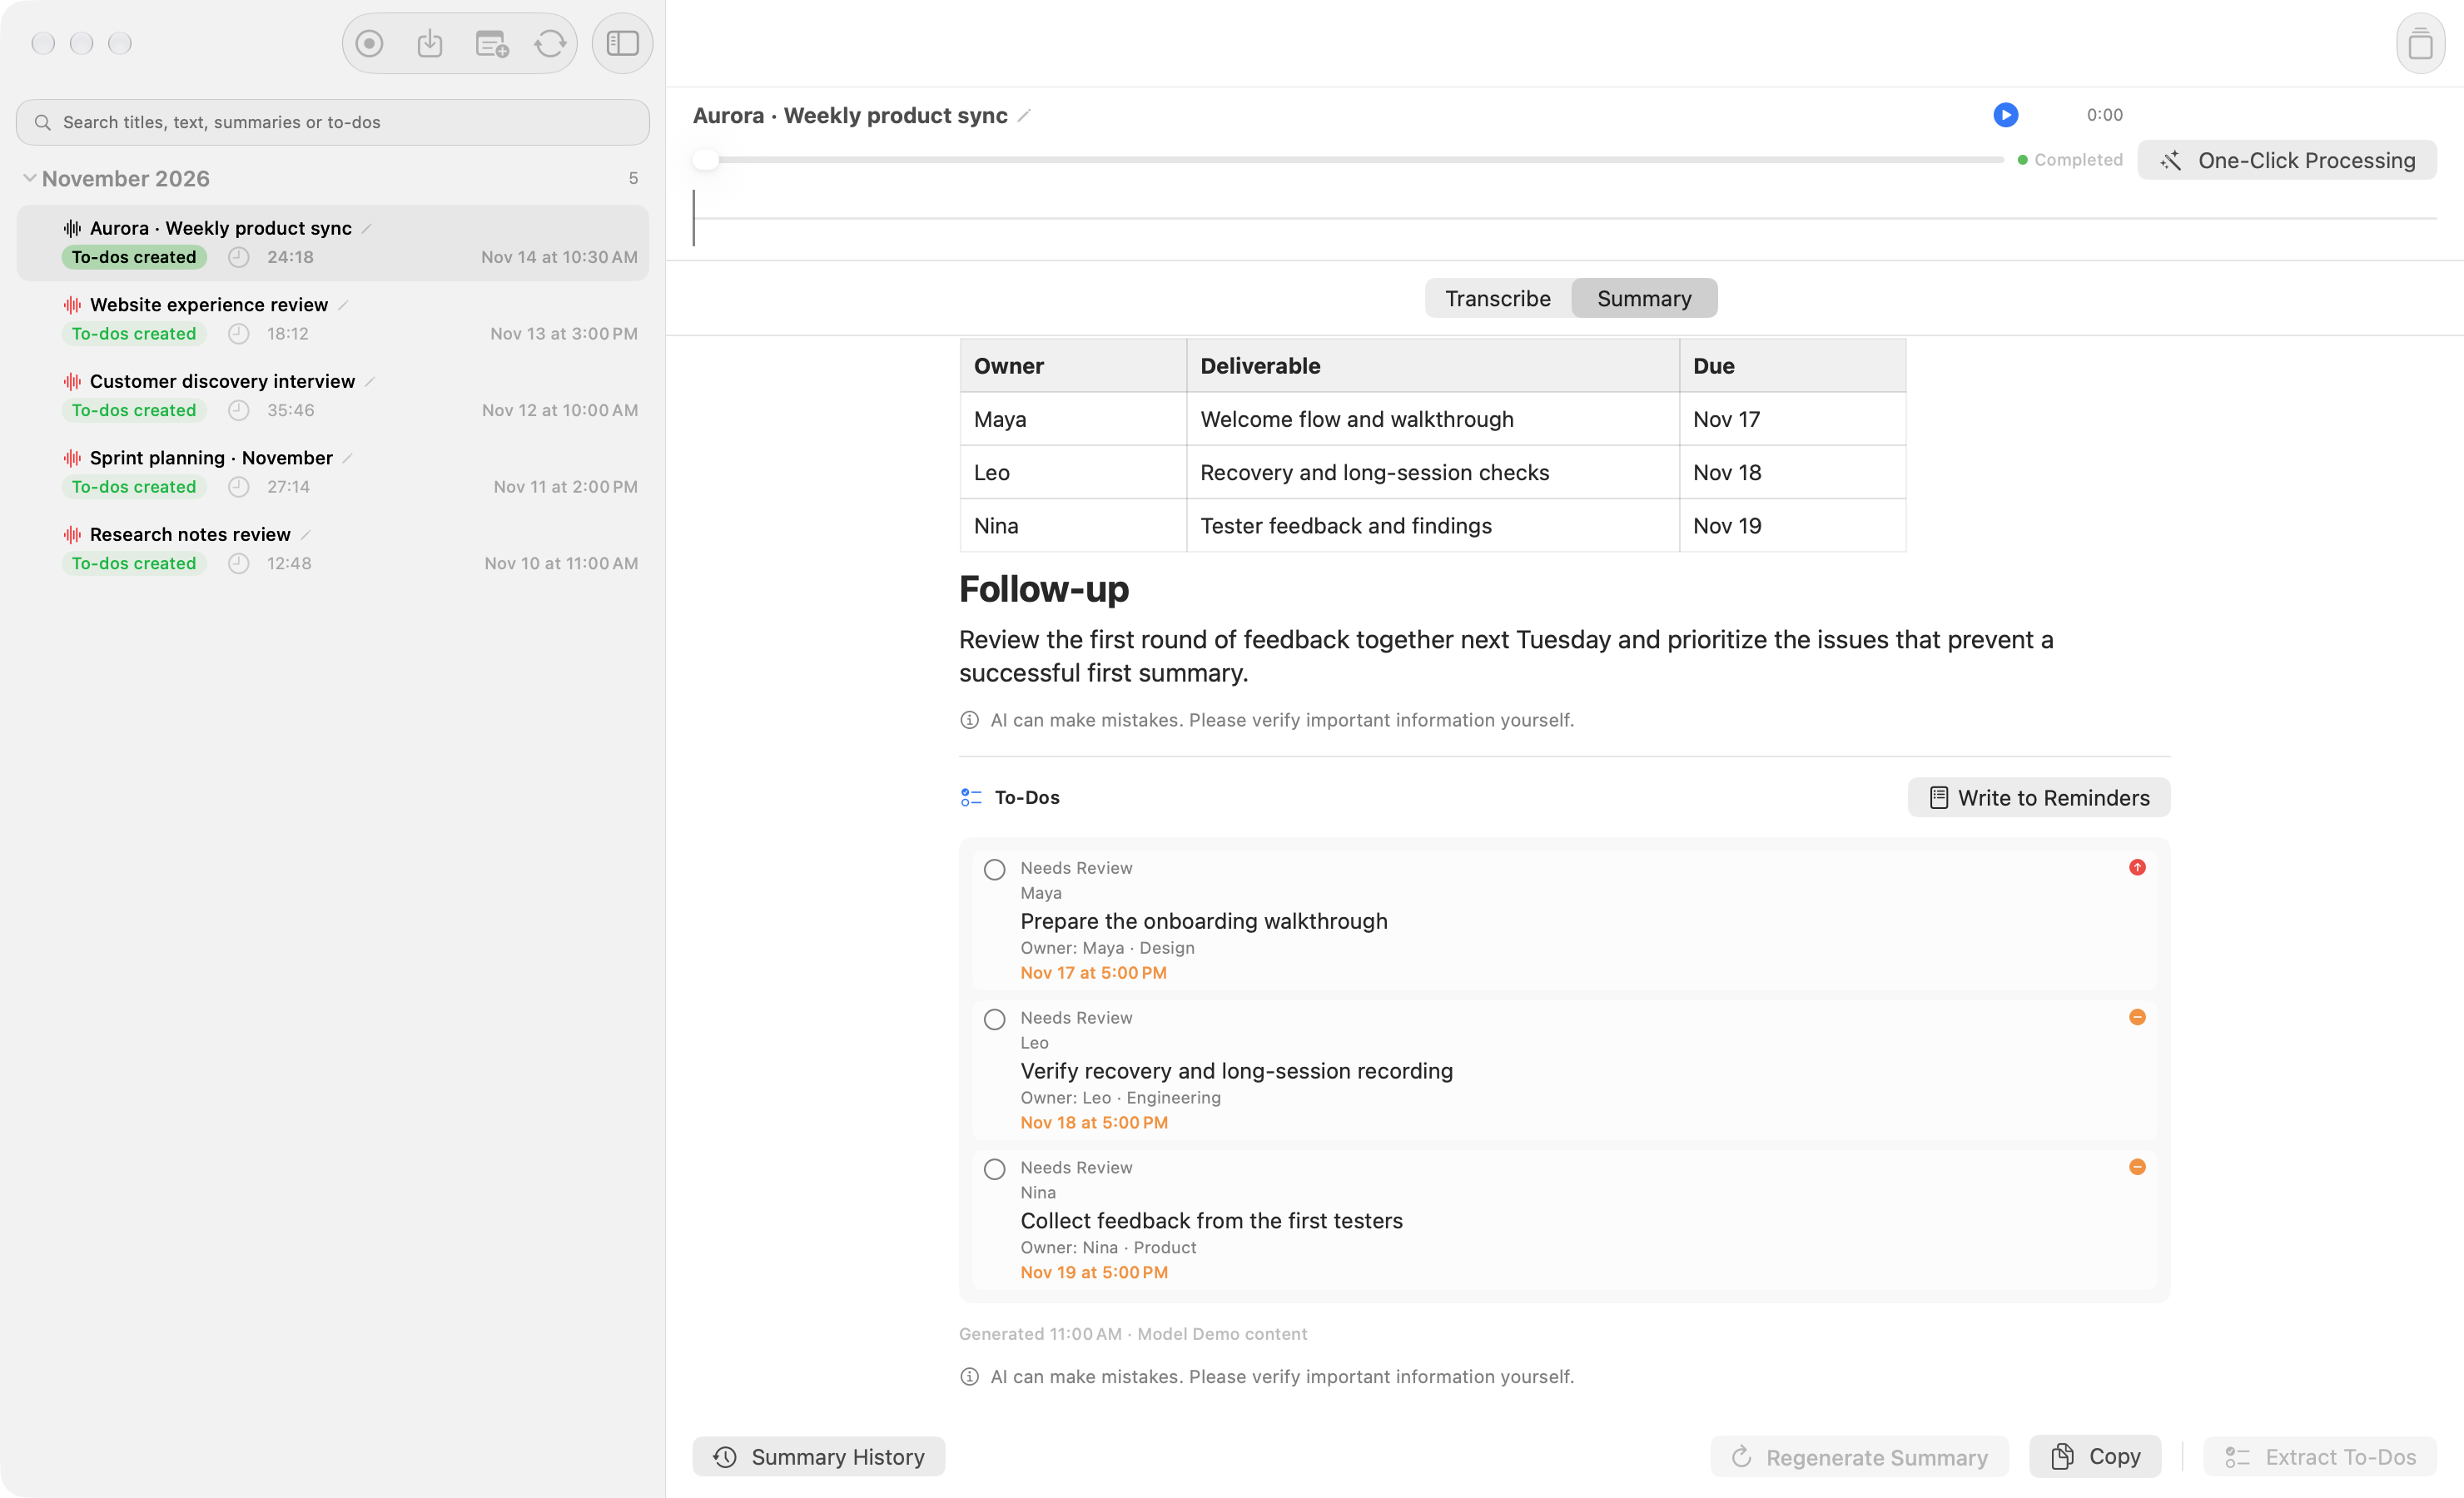 Search titles, text, summaries or to-dos
November 2026 5
Aurora · Weekly product sync
To-dos created 24:18 Nov 14 at 10:30 AM
Website experience review
To-dos created 18:12 Nov 13 at 3:00 PM
Customer discovery interview
To-dos created 35:46 Nov 12 at 10:00 AM
Sprint planning · November
To-dos created 27:14 Nov 11 at 2:00 PM
Research notes review
To-dos created 12:48 Nov 10 at 11:00 AM
Aurora · Weekly product sync 0:00
Completed One-Click Processing
Transcribe Summary
Owner Deliverable Due
Maya Welcome flow and walkthrough Nov 17
Leo Recovery and long-session checks Nov 18
Nina Tester feedback and findings Nov 19
Follow-up
Review the first round of feedback together next Tuesday and prioritize the issues that prevent a
successful first summary.
AI can make mistakes. Please verify important information yourself.
To-Dos Write to Reminders
Needs Review
Maya
Prepare the onboarding walkthrough
Owner: Maya · Design
Nov 17 at 5:00 PM
Needs Review
Leo
Verify recovery and long-session recording
Owner: Leo · Engineering
Nov 18 at 5:00 PM
Needs Review
Nina
Collect feedback from the first testers
Owner: Nina · Product
Nov 19 at 5:00 PM
Generated 11:00 AM · Model Demo content
AI can make mistakes. Please verify important information yourself.
Summary History Regenerate Summary Copy Extract To-Dos